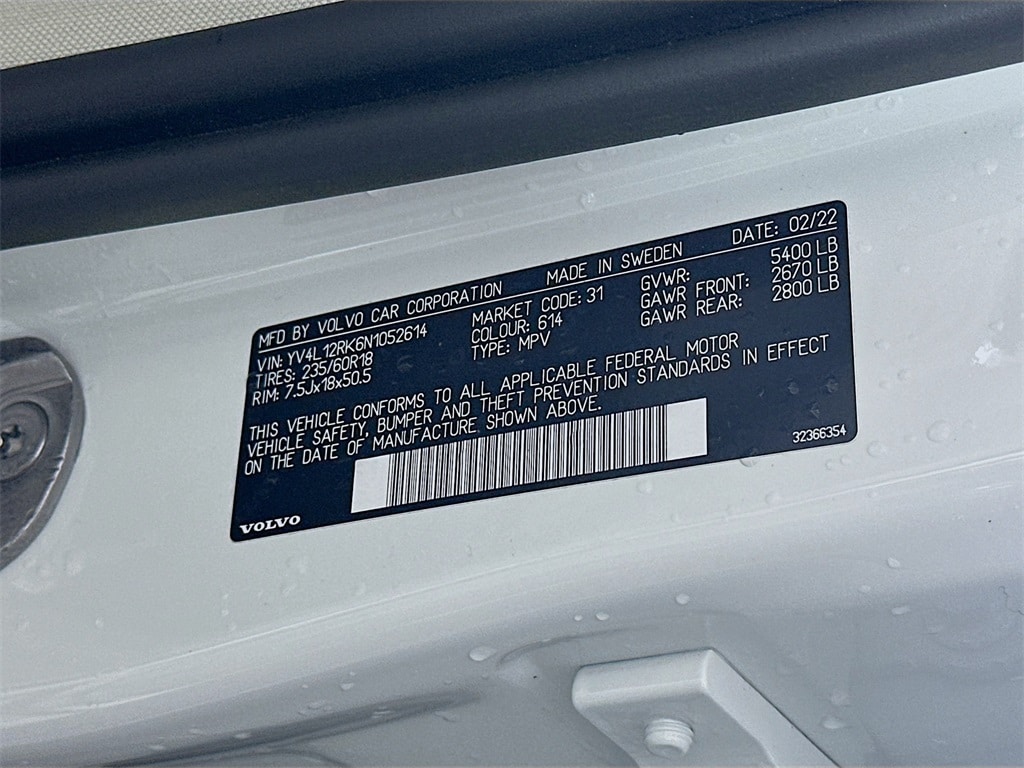 MFD BY VOLVO CAR CORPORATION MADE IN SWEDEN DATE: 02/22
VIN: YV4L12RK6N1052614 MARKET CODE: 31 GVWR: 5400 LB
TIRES: 235/60R18 COLOUR: 614 GAWR FRONT: 2670 LB
RIM: 7.5Jx18x50.5 TYPE: MPV GAWR REAR: 2800 LB
THIS VEHICLE CONFORMS TO ALL APPLICABLE FEDERAL MOTOR
VEHICLE SAFETY, BUMPER AND THEFT PREVENTION STANDARDS IN EFFECT
ON THE DATE OF MANUFACTURE SHOWN ABOVE.
32366354
VOLVO